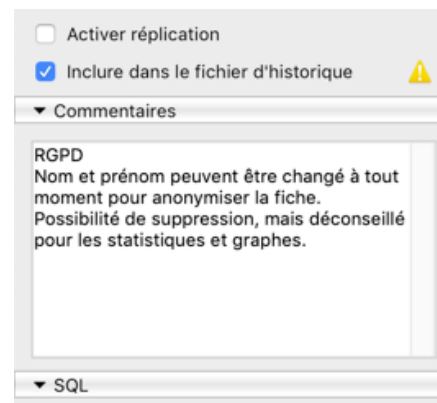 Activer réplication
Inclure dans le fichier d'historique
Commentaires
RGPD
Nom et prénom peuvent être changé à tout
moment pour anonymiser la fiche.
Possibilité de suppression, mais déconseillé
pour les statistiques et graphes.
SQL